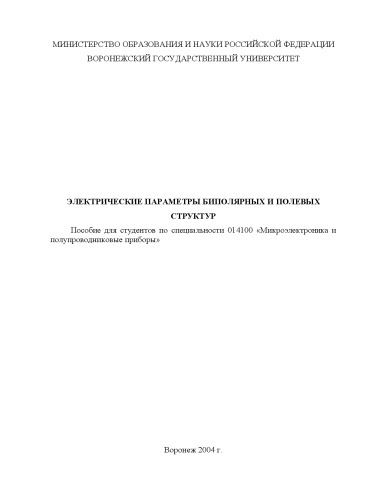 МИНИСТЕРСТВО ОБРАЗОВАНИЯ И НАУКИ РОССИЙСКОЙ ФЕДЕРАЦИИ
ВОРОНЕЖСКИЙ ГОСУДАРСТВЕННЫЙ УНИВЕРСИТЕТ
ЭЛЕКТРИЧЕСКИЕ ПАРАМЕТРЫ БИПОЛЯРНЫХ И ПОЛЕВЫХ
СТРУКТУР
Пособие для студентов по специальности 014100 «Микроэлектроника и
полупроводниковые приборы»
Воронеж 2004 г.